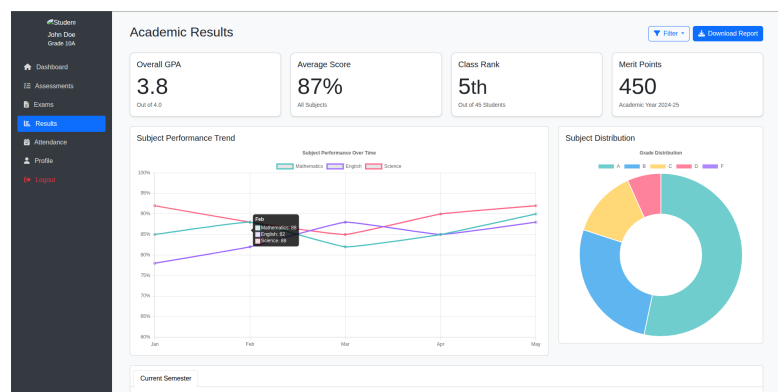 Student
John Doe
Grade 10A
Dashboard
Assessments
Exams
Results
Attendance
Profile
Logout
Academic Results
Filter
Download Report
Overall GPA
3.8
Out of 4.0
Average Score
87%
All Subjects
Class Rank
5th
Out of 45 Students
Merit Points
450
Academic Year 2024-25
Subject Performance Trend
Subject Performance Over Time
Mathematics English Science
100%
95%
90%
85%
80%
75%
70%
65%
60%
Feb
Mathematics: 88
English: 82
Science: 88
Jan Feb Mar Apr May
Subject Distribution
Grade Distribution
A B C D F
Current Semester